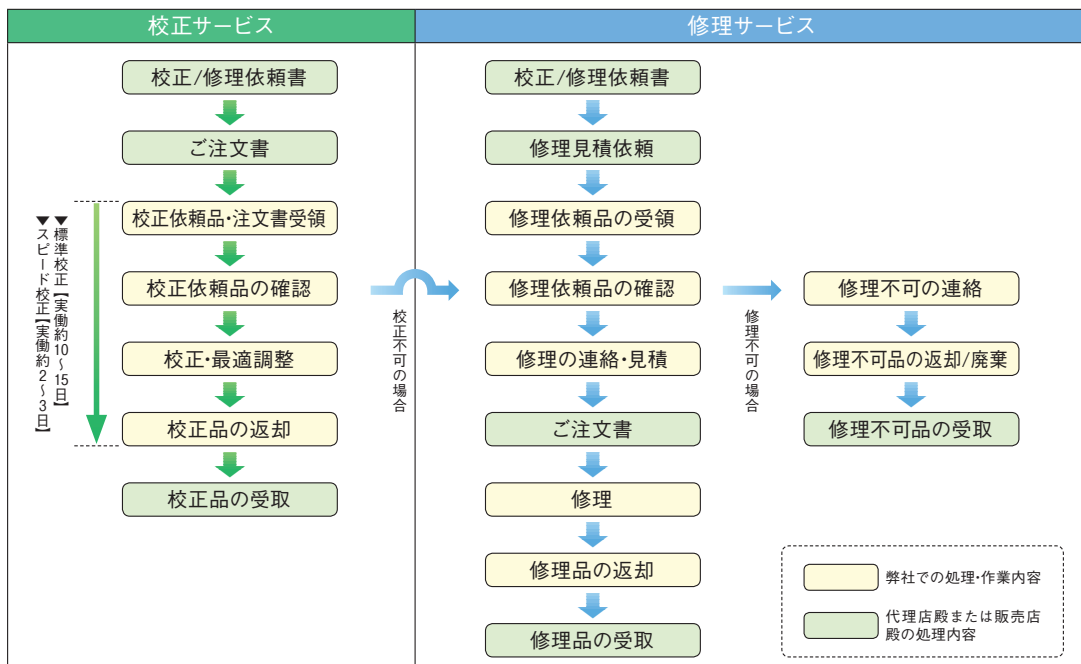 校正サービス
校正/修理依頼書
ご注文書
校正依頼品・注文書受領
校正依頼品の確認
校正・最適調整
校正品の返却
校正品の受取
▼標準校正【実働約10~15日】
▼スピード校正【実働約2~3日】
校正不可の場合
修理サービス
校正/修理依頼書
修理見積依頼
修理依頼品の受領
修理依頼品の確認
修理の連絡・見積
ご注文書
修理
修理品の返却
修理品の受取
修理不可の場合
修理不可の連絡
修理不可品の返却/廃棄
修理不可品の受取
弊社での処理・作業内容
代理店殿または販売店
殿の処理内容